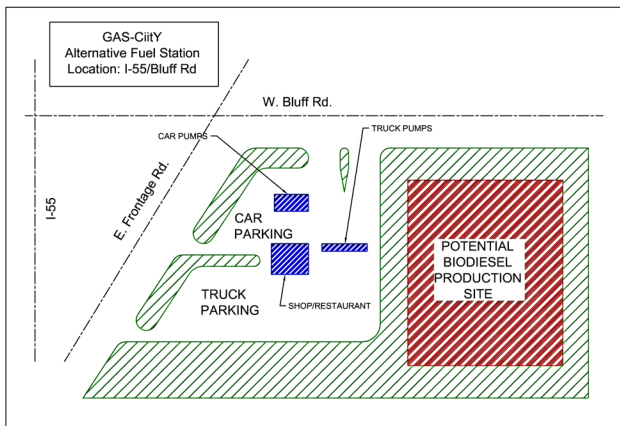 GAS-CiitY
Alternative Fuel Station
Location: I-55/Bluff Rd
W. Bluff Rd.
CAR PUMPS
TRUCK PUMPS
I-55
E. Frontage Rd.
CAR
PARKING
TRUCK
PARKING
SHOP/RESTAURANT
POTENTIAL
BIODIESEL
PRODUCTION
SITE